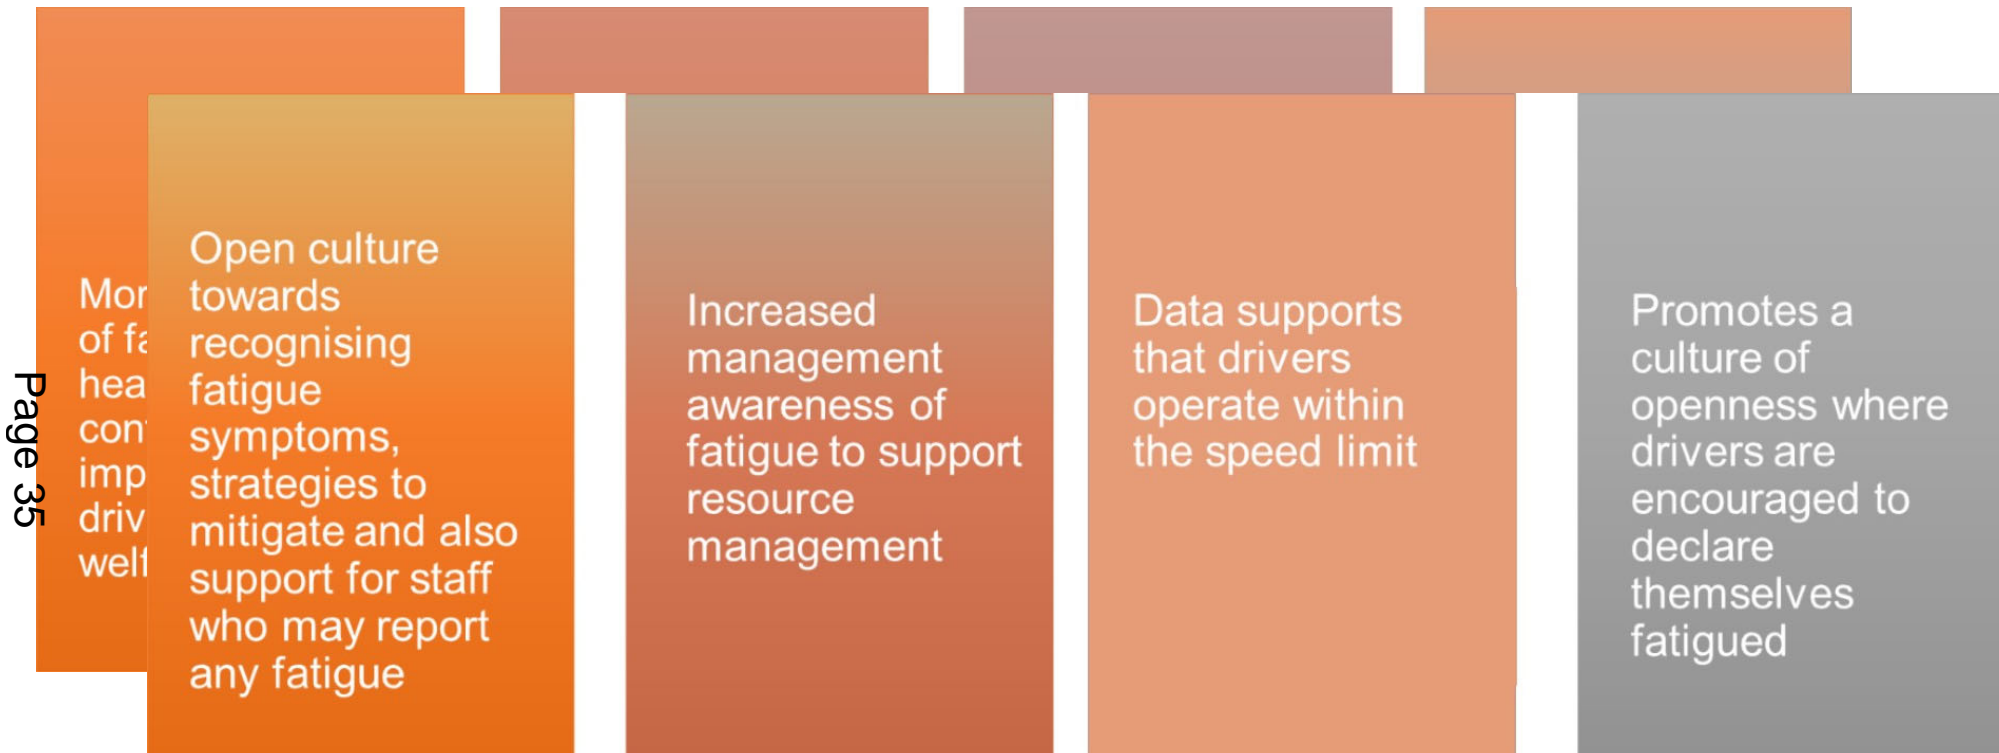 Page 35
of
Open culture
towards
recognising
fatigue
symptoms,
strategies to
mitigate and also
support for staff
who may report
any fatigue
Increased
management
awareness of
fatigue to support
resource
management
Data supports
that drivers
operate within
the speed limit
Promotes a
culture of
openness where
drivers are
encouraged to
declare
themselves
fatigued